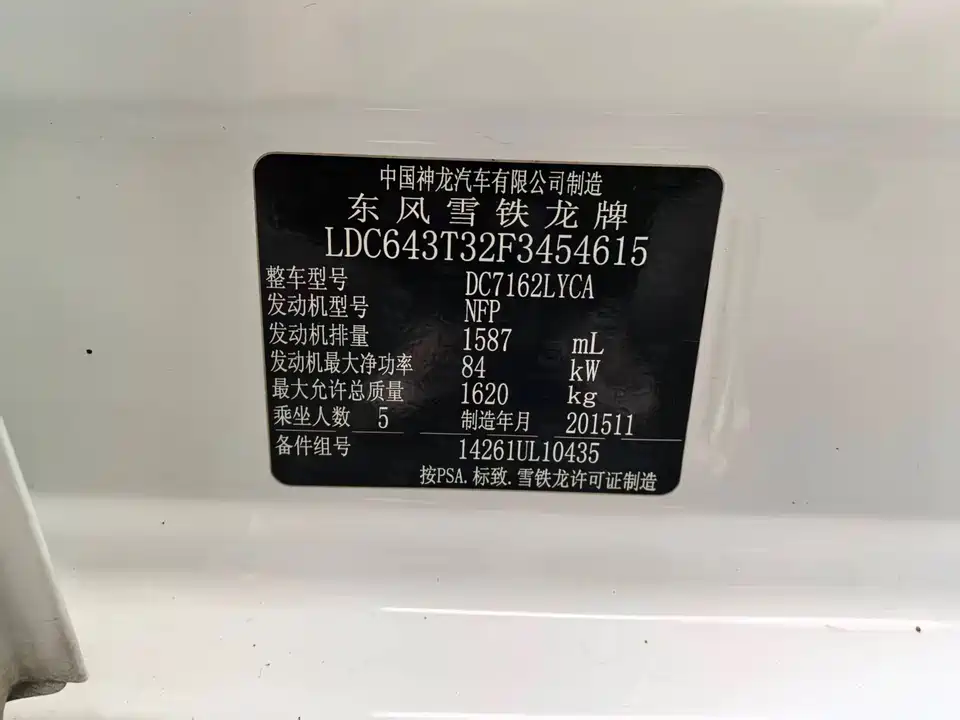 中国神龙汽车有限公司制造
东风雪铁龙牌
LDC643T32F3454615
整车型号 DC7162LYCA
发动机型号 NFP
发动机排量 1587 mL
发动机最大净功率 84 kW
最大允许总质量 1620 kg
乘坐人数 5 制造年月 201511
备件组号 14261UL10435
按PSA.标致.雪铁龙许可证制造